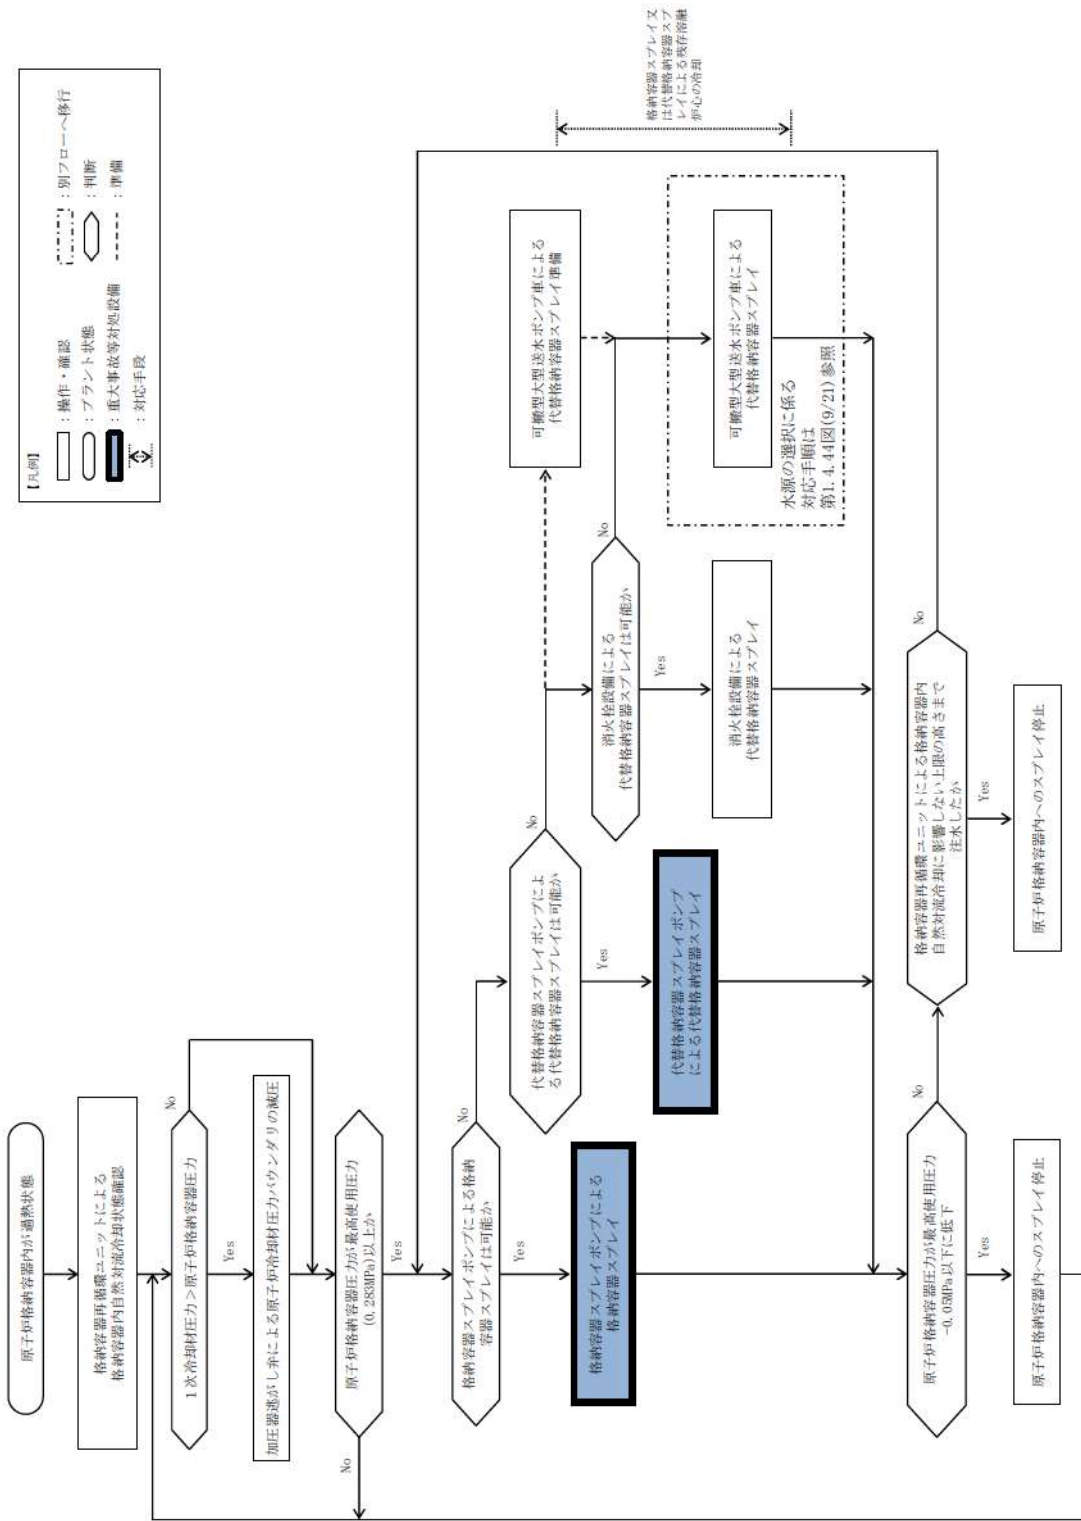 【凡例】
：操作・確認
：プラント状態
：重大事故等対処設備
：対応手段
：別フローへ移行
：判断
：準備
原子炉格納容器内が過熱状態
格納容器再循環ユニットによる
格納容器内自然対流冷却状態確認
1次冷却材圧力＞原子炉格納容器圧力
No
Yes
加圧器逃がし弁による原子炉冷却材圧力バウンダリの減圧
原子炉格納容器圧力が最高使用圧力
(0.283MPa)以上か
No
Yes
格納容器スプレイポンプによる格納
容器スプレイは可能か
No
Yes
格納容器スプレイポンプによる
格納容器スプレイ
代替格納容器スプレイポンプによ
る代替格納容器スプレイは可能か
No
Yes
代替格納容器スプレイポンプ
による代替格納容器スプレイ
消火栓設備による
代替格納容器スプレイは可能か
No
Yes
消火栓設備による
代替格納容器スプレイ
可搬型大型送水ポンプ車による
代替格納容器スプレイ準備
可搬型大型送水ポンプ車による
代替格納容器スプレイ
水源の選択に係る
対応手順は
第1.4.44図(9/21)参照
格納容器スプレイ又
は代替格納容器スプ
レイによる残存溶融
炉心の冷却
原子炉格納容器圧力が最高使用圧力
-0.05MPa以下に低下
No
Yes
原子炉格納容器内へのスプレイ停止
格納容器再循環ユニットによる格納容器内
自然対流冷却に影響しない上限の高さまで
注水したか
No
Yes
原子炉格納容器内へのスプレイ停止